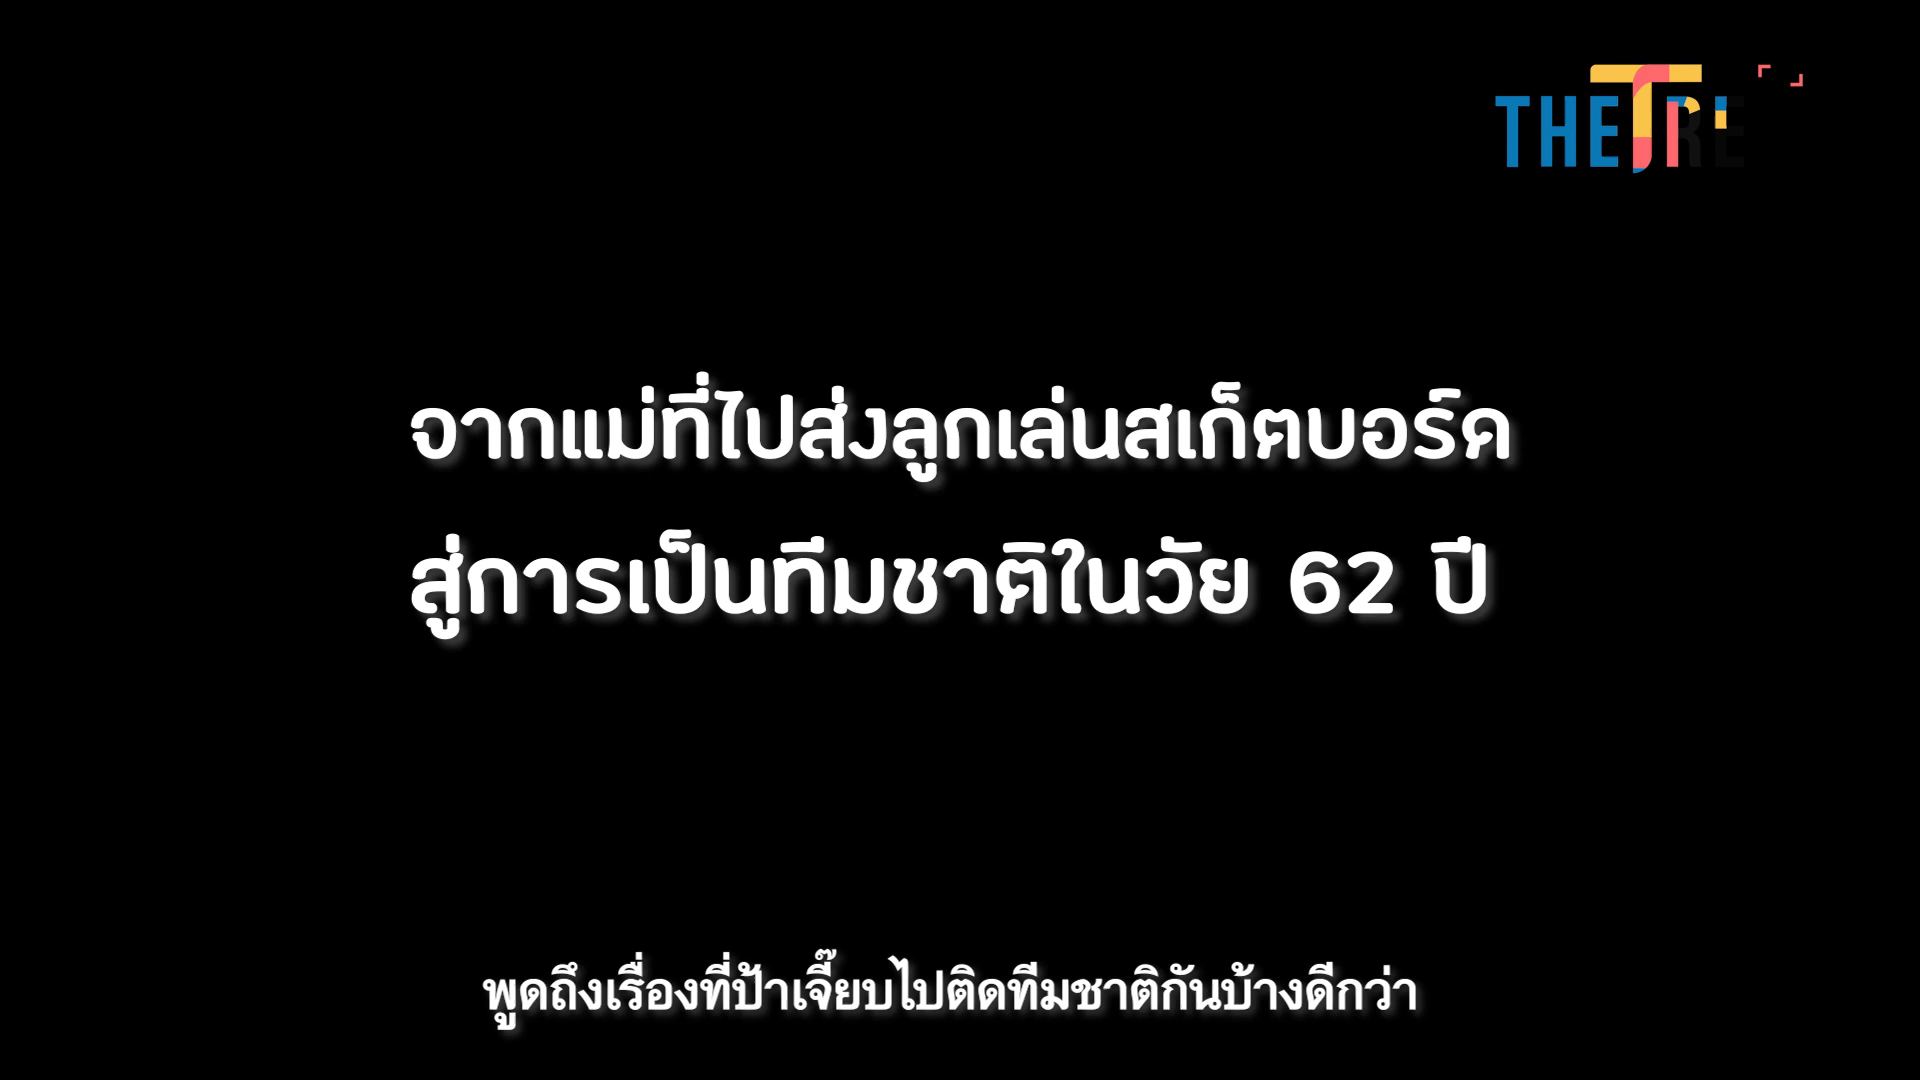 THE TRE
จากแม่ที่ไปส่งลูกเล่นสเก็ตบอร์ด
สู่การเป็นทีมชาติในวัย 62 ปี
พูดถึงเรื่องที่ป้าเจี๊ยบไปติดทีมชาติกันบ้างดีกว่า